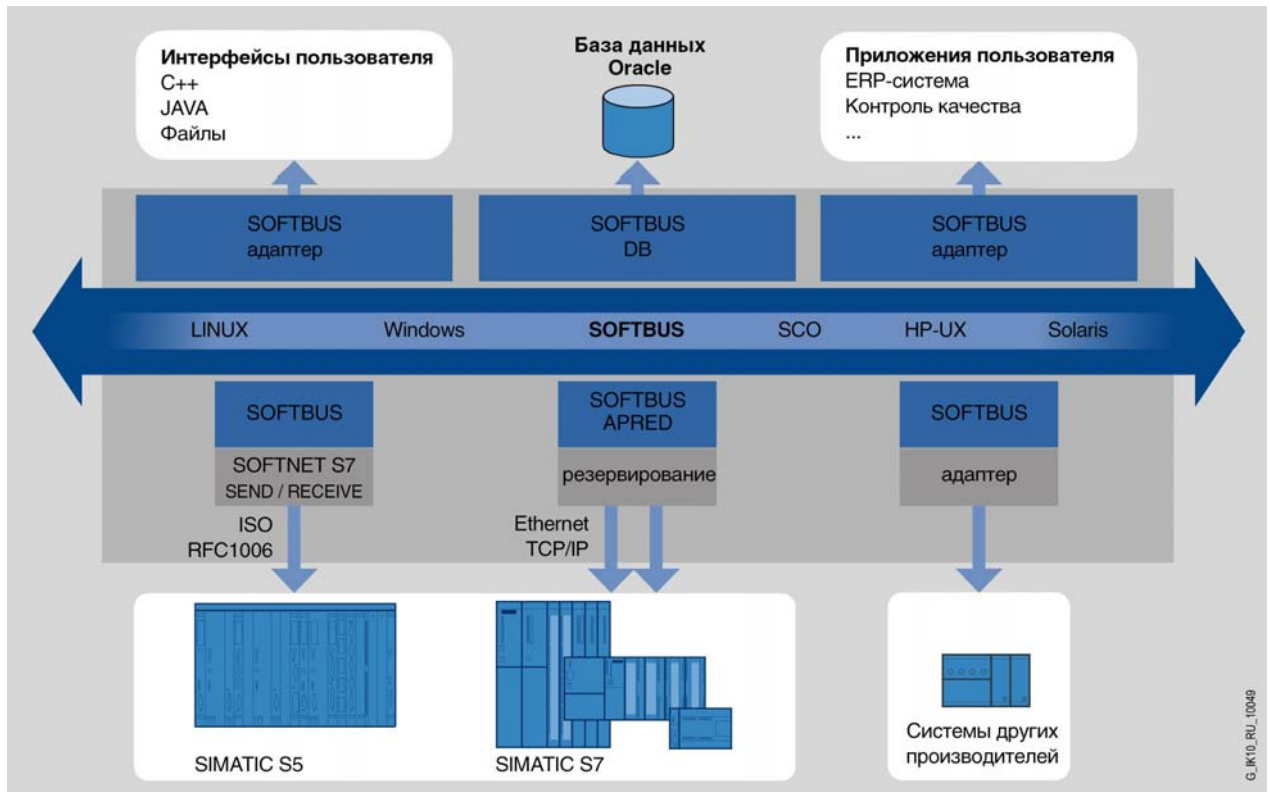 Интерфейсы пользователя
C++
JAVA
Файлы
База данных
Oracle
Приложения пользователя
ERP-система
Контроль качества
...
SOFTBUS
адаптер
SOFTBUS
DB
SOFTBUS
адаптер
LINUX
Windows
SOFTBUS
SCO
HP-UX
Solaris
SOFTBUS
SOFTNET S7
SEND / RECEIVE
SOFTBUS
APRED
резервирование
SOFTBUS
адаптер
ISO
RFC1006
Ethernet
TCP/IP
SIMATIC S5
SIMATIC S7
Системы других
производителей
G_IK10_RU_10049